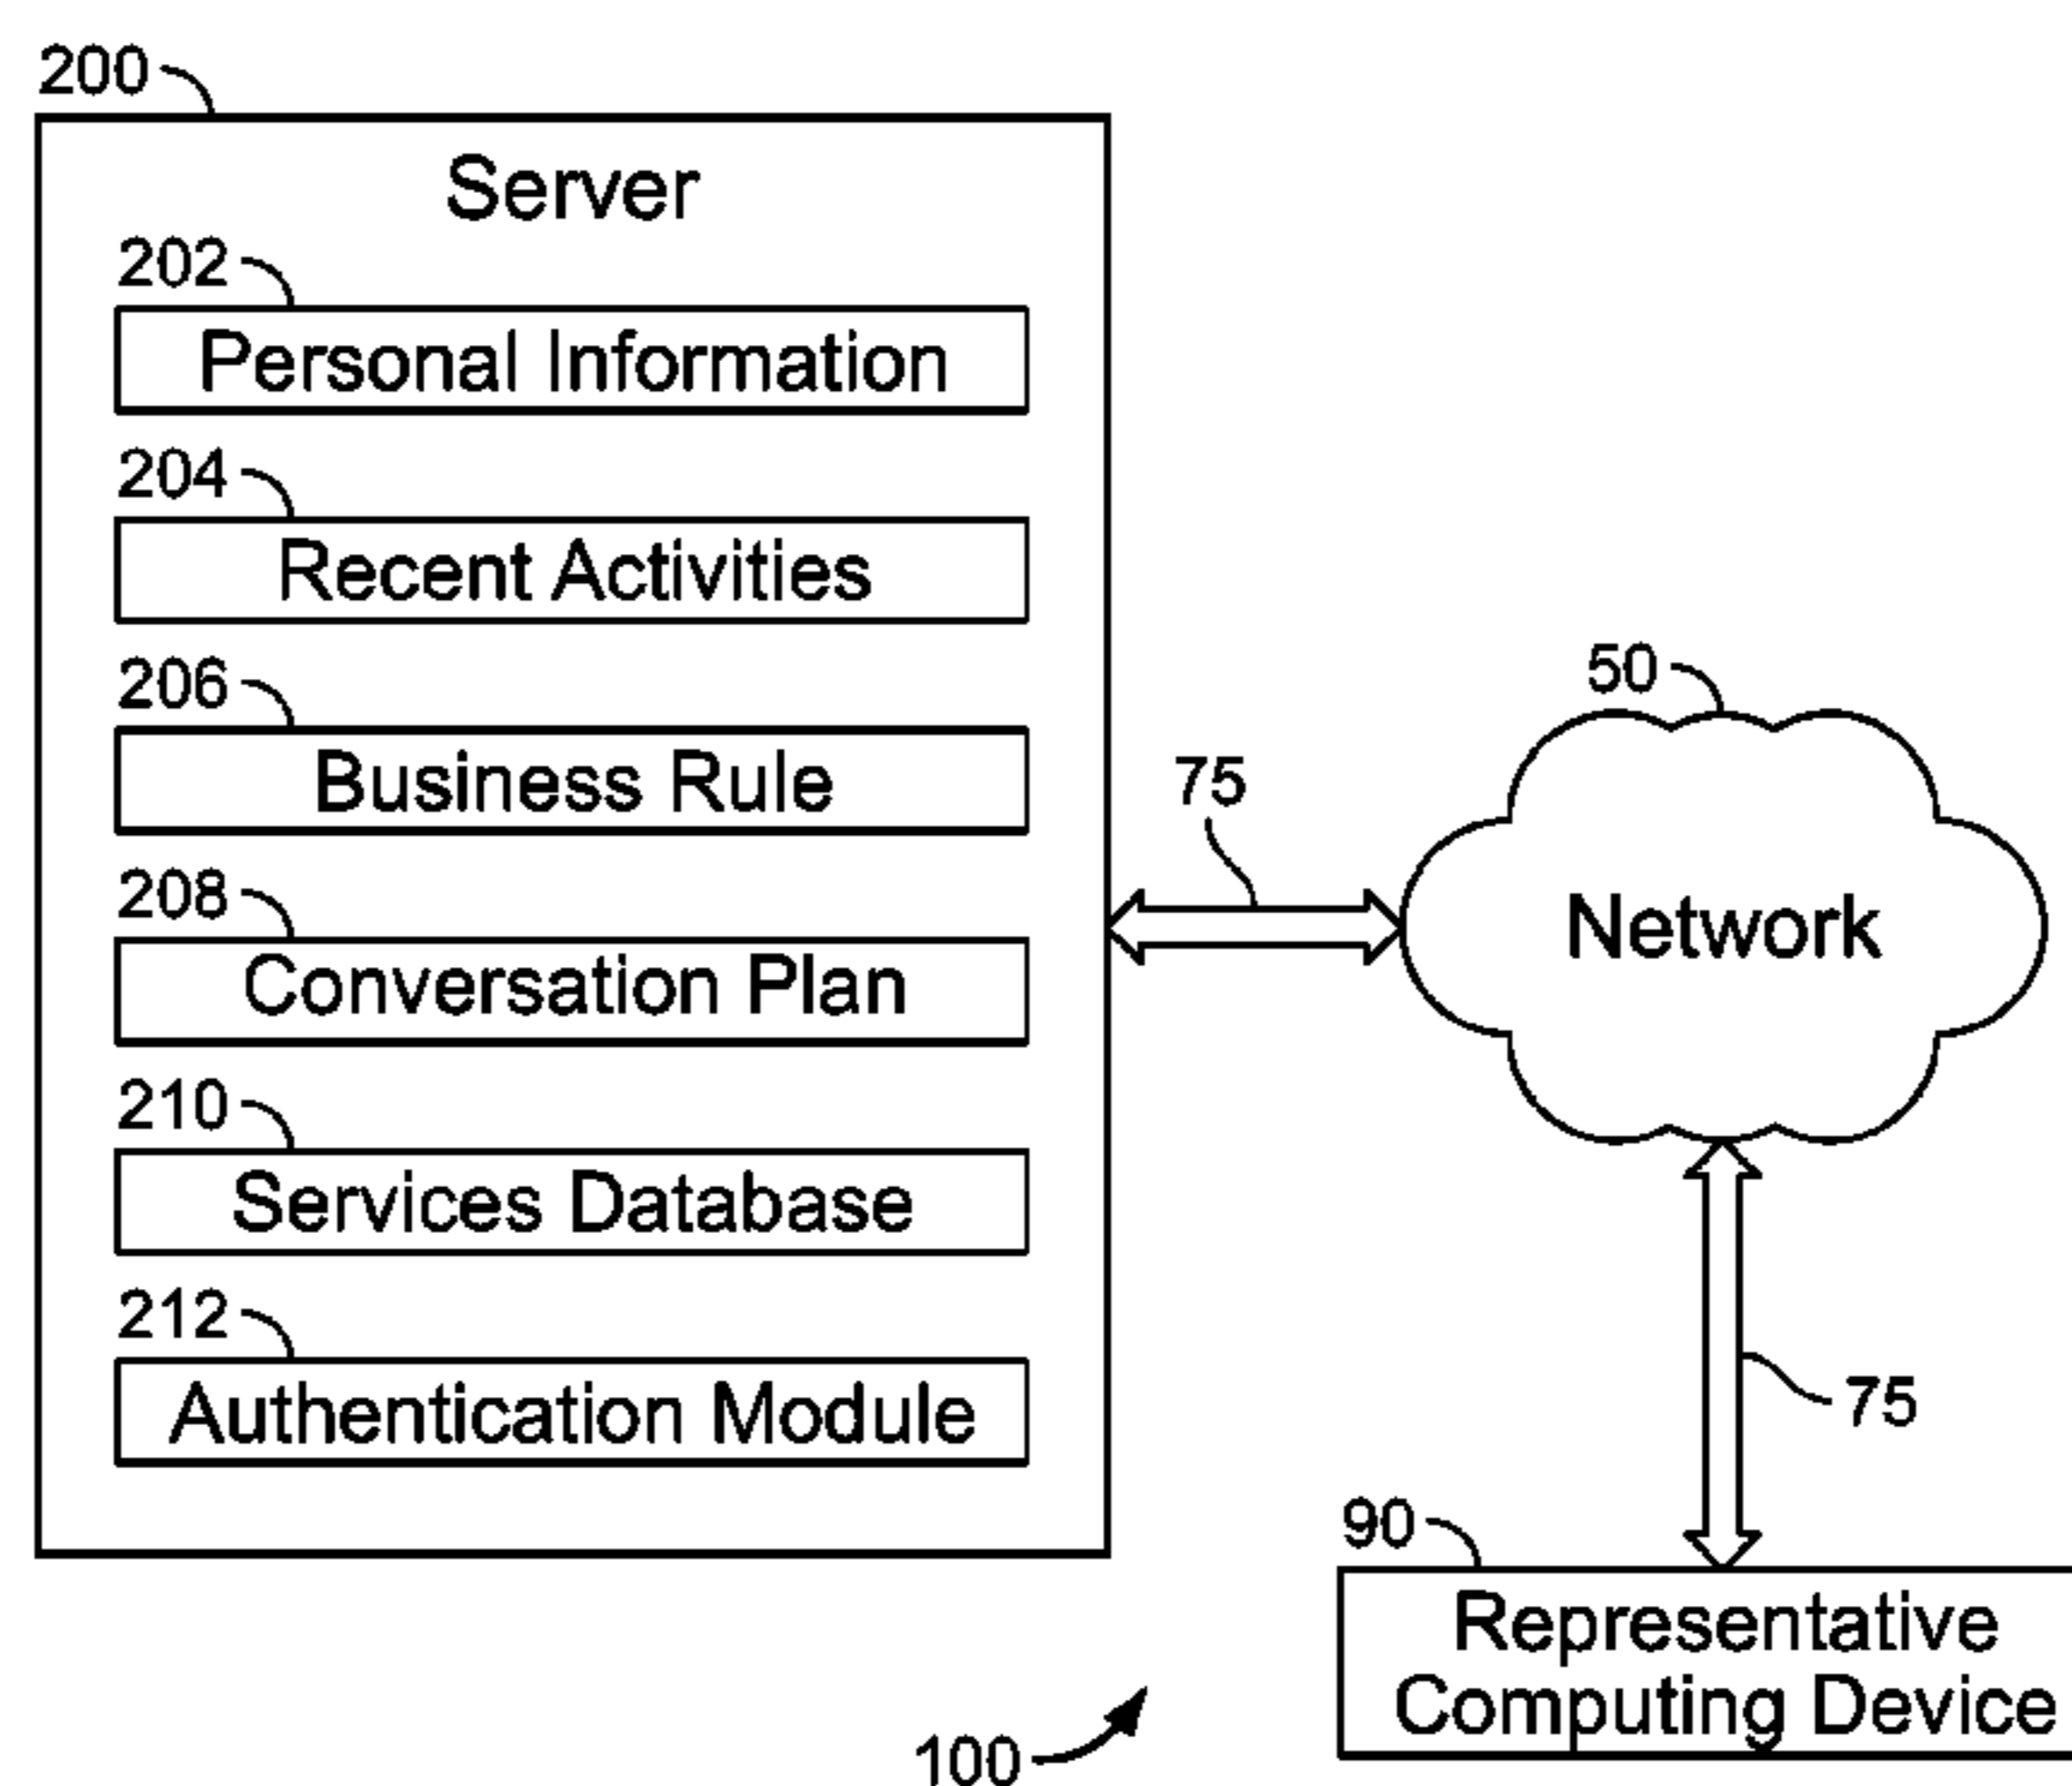 200
Server
202
Personal Information
204
Recent Activities
206
Business Rule
208
Conversation Plan
210
Services Database
212
Authentication Module
50
75
Network
75
90
Representative
Computing Device
100